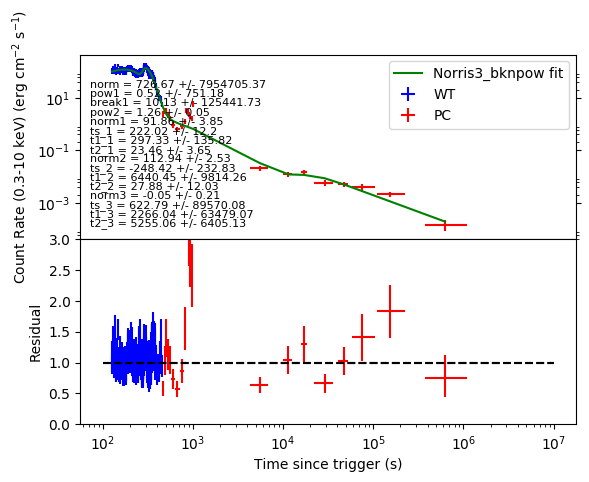 Count Rate (0.3-10 keV) (erg cm⁻² s⁻¹)
10¹
10⁻¹
10⁻³
Norris3_bknpow fit
WT
PC
norm = 726.67 +/- 7954705.37
pow1 = 0.52 +/- 751.18
break1 = 10.13 +/- 125441.73
pow2 = 1.26 +/- 0.05
norm1 = 91.86 +/- 3.85
ts_1 = 222.02 +/- 12.2
t1_1 = 297.33 +/- 135.82
t2_1 = 23.46 +/- 3.65
norm2 = 112.94 +/- 2.53
ts_2 = -248.42 +/- 232.83
t1_2 = 6440.45 +/- 9814.26
t2_2 = 27.88 +/- 12.03
norm3 = -0.05 +/- 0.21
ts_3 = 622.79 +/- 89570.08
t1_3 = 2266.04 +/- 63479.07
t2_3 = 5255.06 +/- 6405.13
Residual
3.0
2.5
2.0
1.5
1.0
0.5
0.0
10² 10³ 10⁴ 10⁵ 10⁶ 10⁷
Time since trigger (s)